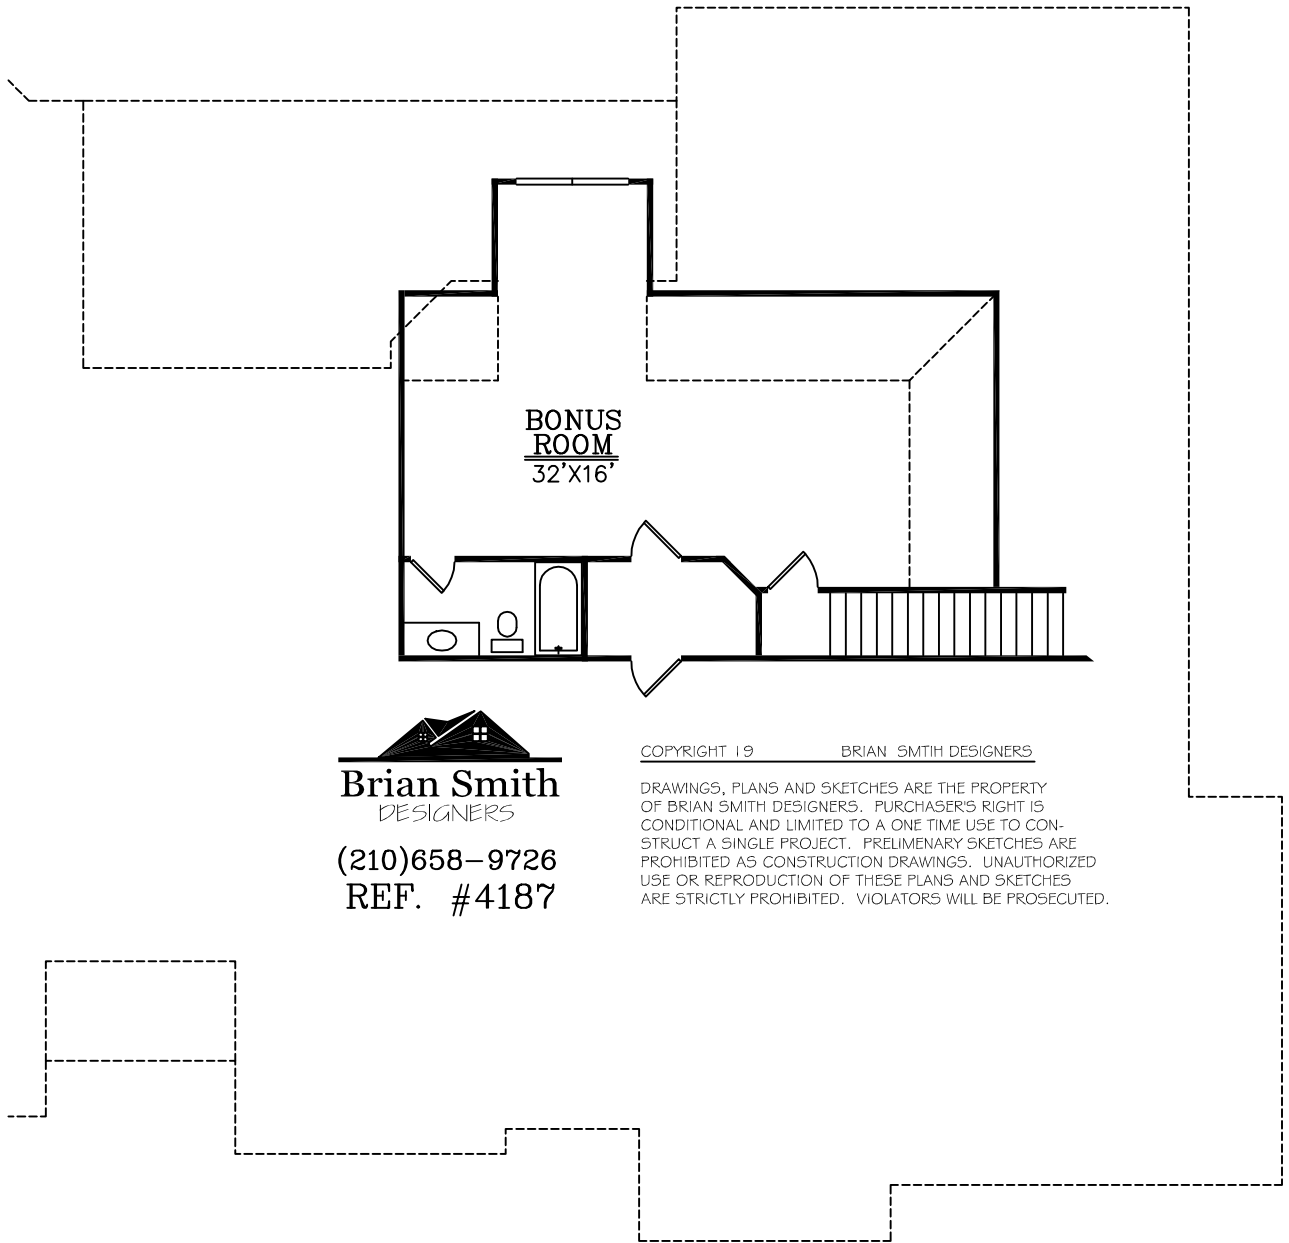 BONUS
ROOM
32'X16'
Brian Smith
DESIGNERS
(210)658-9726
REF. #4187
COPYRIGHT 19 BRIAN SMTIH DESIGNERS
DRAWINGS, PLANS AND SKETCHES ARE THE PROPERTY
OF BRIAN SMITH DESIGNERS. PURCHASER'S RIGHT IS
CONDITIONAL AND LIMITED TO A ONE TIME USE TO CON-
STRUCT A SINGLE PROJECT. PRELIMENARY SKETCHES ARE
PROHIBITED AS CONSTRUCTION DRAWINGS. UNAUTHORIZED
USE OR REPRODUCTION OF THESE PLANS AND SKETCHES
ARE STRICTLY PROHIBITED. VIOLATORS WILL BE PROSECUTED.